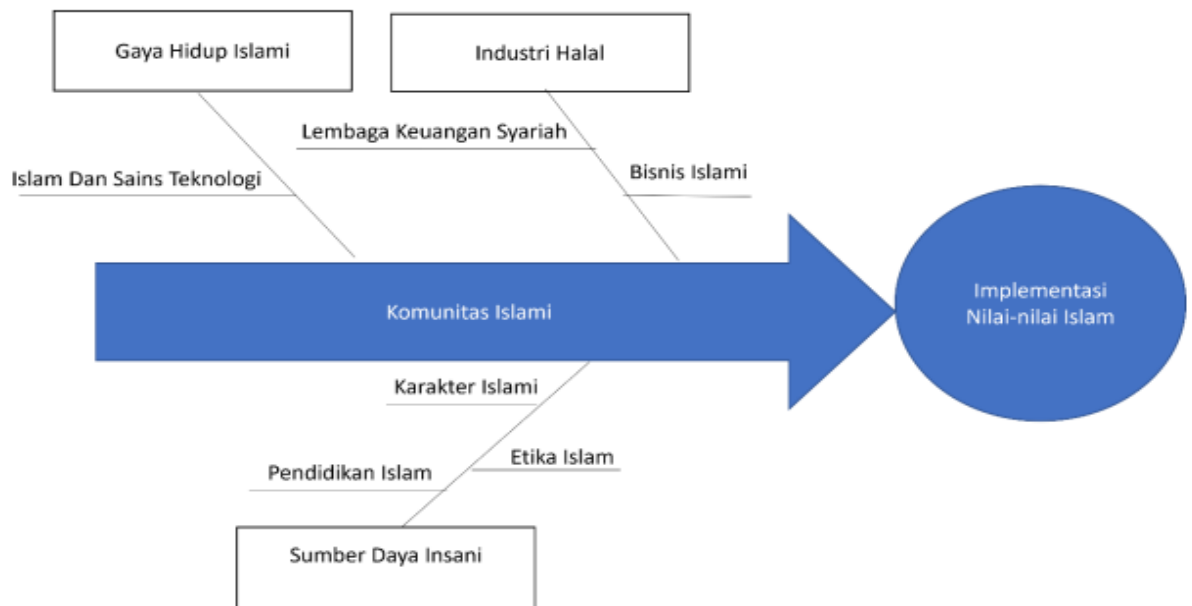 Gaya Hidup Islami
Industri Halal
Lembaga Keuangan Syariah
Islam Dan Sains Teknologi
Bisnis Islami
Komunitas Islami
Implementasi
Nilai-nilai Islam
Karakter Islami
Etika Islam
Pendidikan Islam
Sumber Daya Insani